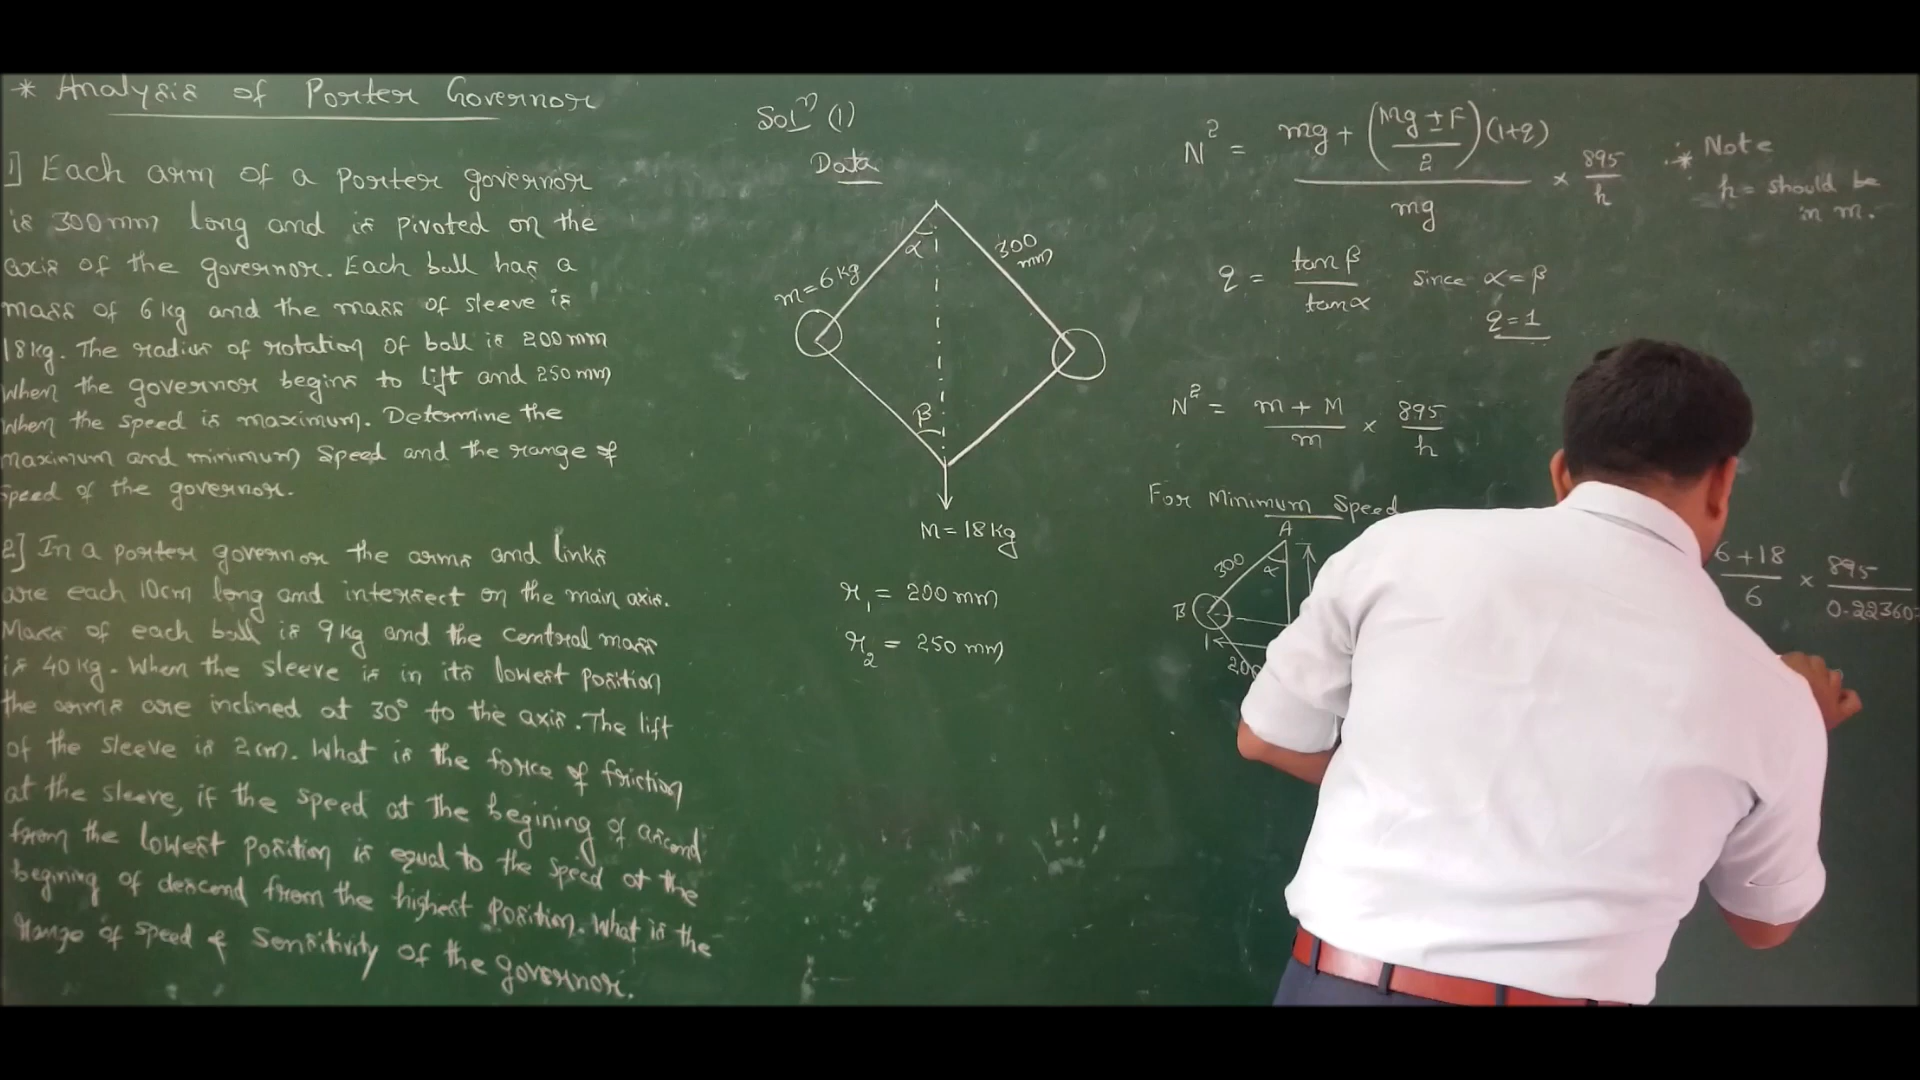 * Analysis of Porter Governor
1] Each arm of a porter governor
is 300mm long and is pivoted on the
axis of the governor. Each ball has a
mass of 6 kg and the mass of sleeve is
18 kg. The radius of rotation of ball is 200 mm
when the governor begins to lift and 250 mm
when the speed is maximum. Determine the
maximum and minimum speed and the range of
speed of the governor.
2] In a porter governor the arms and links
are each 10cm long and intersect on the main axis.
Mass of each ball is 9 kg and the central mass
is 40 kg. When the sleeve is in its lowest position
the arms are inclined at 30° to the axis. The lift
of the sleeve is 2 cm. What is the force of friction
at the sleeve, if the speed at the begining of ascend
from the lowest position is equal to the speed at the
begining of descend from the highest position. What is the
range of speed & sensitivity of the governor.
Solⁿ (1)
Data
α
300
mm
m = 6 kg
β
M = 18 kg
r₁ = 200 mm
r₂ = 250 mm
N² = mg + (Mg ± F / 2) (1+q) / mg × 895 / h
* Note
h = should be
in m.
q = tan β / tan α since α = β
q = 1
N² = m + M / m × 895 / h
For Minimum Speed
A
300
α
B
200
6 + 18 / 6 × 895 / 0.22360